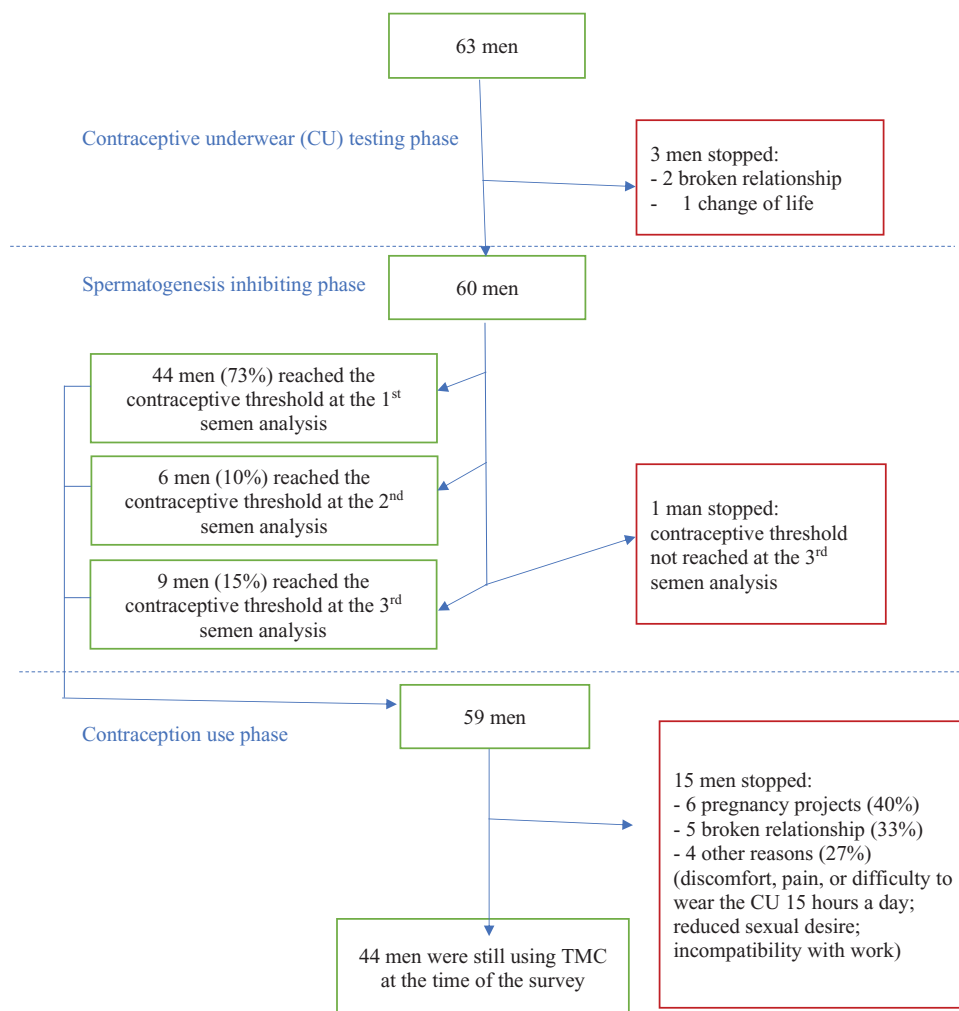 63 men
Contraceptive underwear (CU) testing phase
3 men stopped:
- 2 broken relationship
- 1 change of life
Spermatogenesis inhibiting phase
60 men
44 men (73%) reached the
contraceptive threshold at the 1st
semen analysis
6 men (10%) reached the
contraceptive threshold at the 2nd
semen analysis
1 man stopped:
contraceptive threshold
not reached at the 3rd
semen analysis
9 men (15%) reached the
contraceptive threshold at the 3rd
semen analysis
59 men
Contraception use phase
15 men stopped:
- 6 pregnancy projects (40%)
- 5 broken relationship (33%)
- 4 other reasons (27%)
(discomfort, pain, or difficulty to
wear the CU 15 hours a day;
reduced sexual desire;
incompatibility with work)
44 men were still using TMC
at the time of the survey